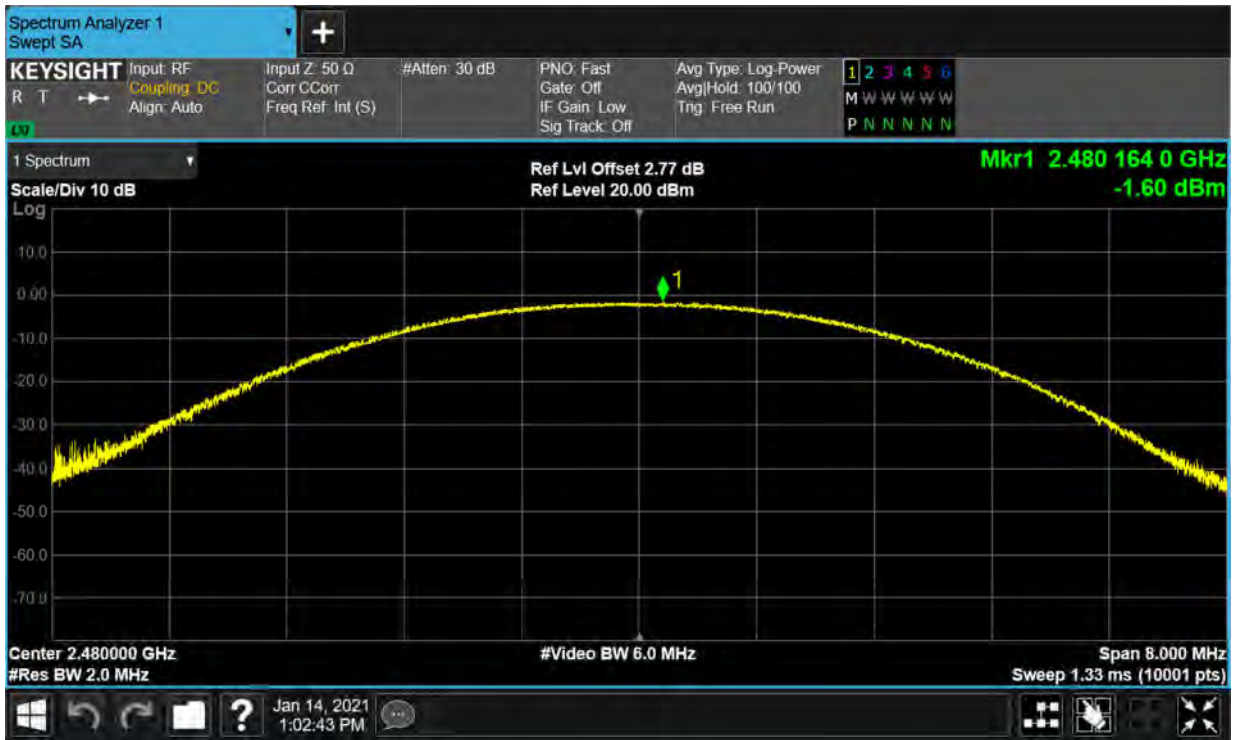 Spectrum Analyzer 1
Swept SA
+
KEYSIGHT
R T
LXI
Input: RF
Coupling: DC
Align: Auto
Input Z: 50 Ω
Corr CCorr
Freq Ref: Int (S)
#Atten: 30 dB
PNO: Fast
Gate: Off
IF Gain: Low
Sig Track: Off
Avg Type: Log-Power
Avg|Hold: 100/100
Trig: Free Run
1 2 3 4 5 6
M W W W W W
P N N N N N
1 Spectrum
Scale/Div 10 dB
Log
Ref Lvl Offset 2.77 dB
Ref Level 20.00 dBm
Mkr1 2.480 164 0 GHz
-1.60 dBm
1
10.0
0.00
-10.0
-20.0
-30.0
-40.0
-50.0
-60.0
-70.0
Center 2.480000 GHz
#Res BW 2.0 MHz
#Video BW 6.0 MHz
Span 8.000 MHz
Sweep 1.33 ms (10001 pts)
?
Jan 14, 2021
1:02:43 PM